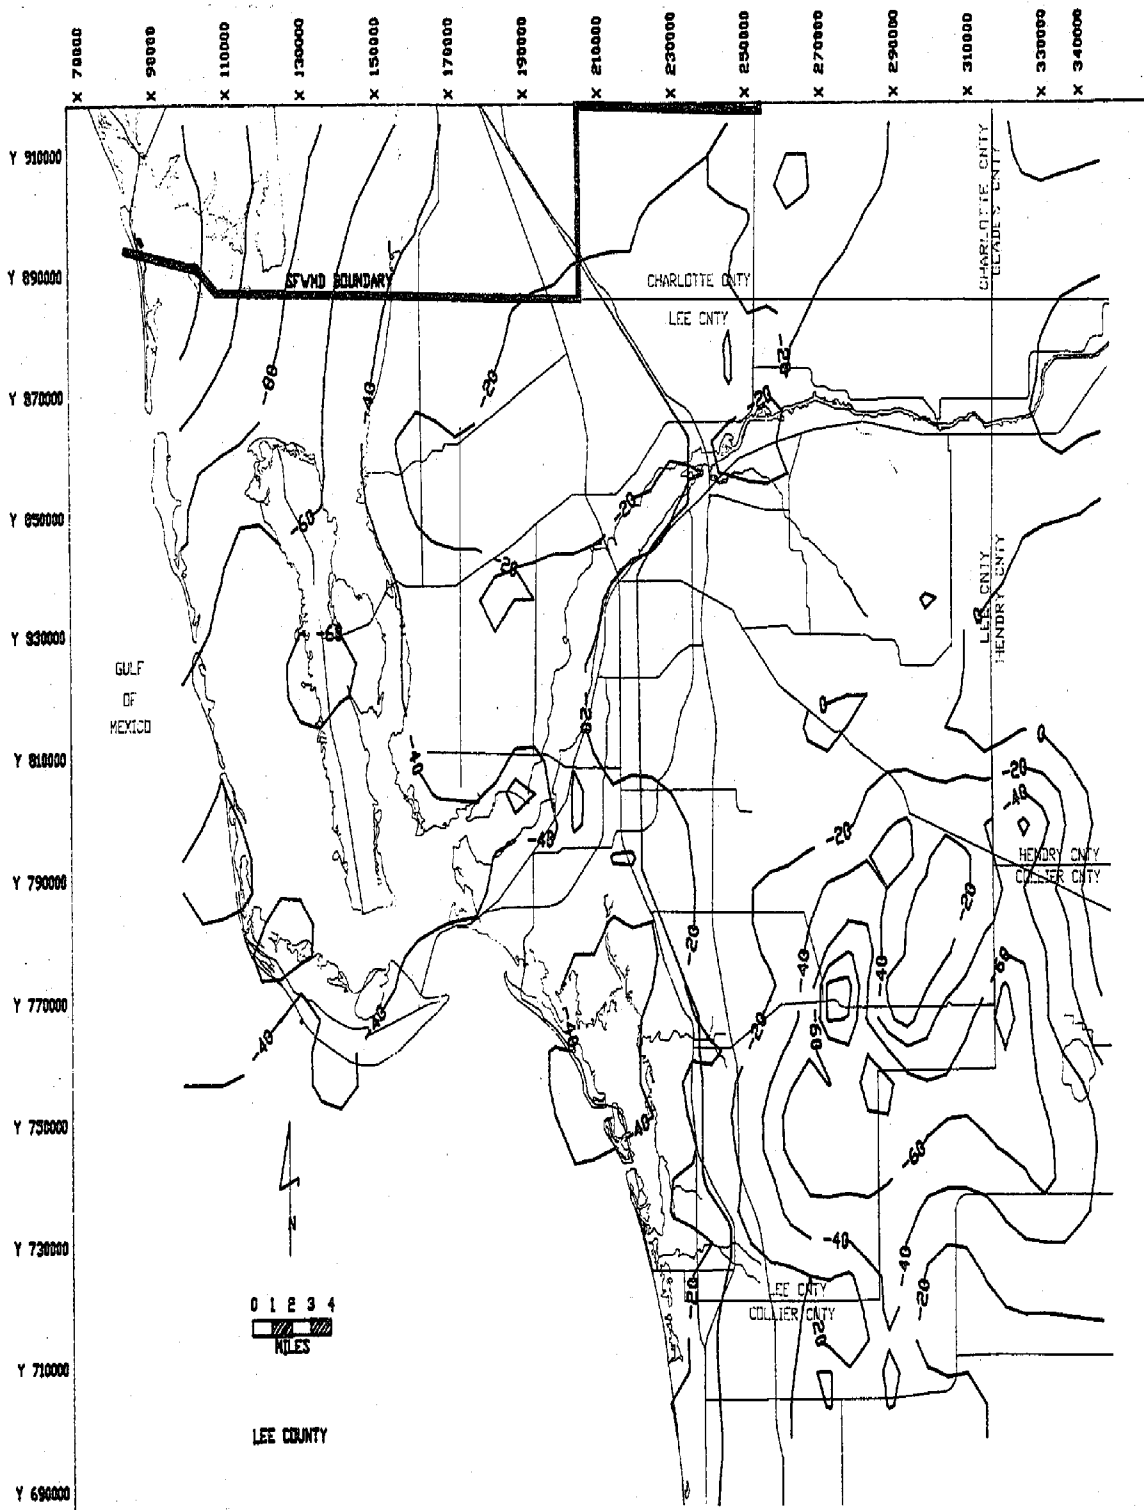 X 70000
X 90000
X 110000
X 130000
X 150000
X 170000
X 190000
X 210000
X 230000
X 250000
X 270000
X 290000
X 310000
X 330000
X 340000
Y 910000
CHARLOTTE CNTY
GLADES CNTY
Y 890000
SFWMD BOUNDARY
CHARLOTTE CNTY
LEE CNTY
-20
-80
-40
-20
Y 870000
-20
-20
Y 850000
-60
-20
LEE CNTY
HENDRY CNTY
Y 830000
-60
GULF
OF
MEXICO
0
-20
0
Y 810000
-40
-20
-40
-20
-40
HENDRY CNTY
COLLIER CNTY
Y 790000
-20
-20
-40
-40
-60
Y 770000
-40
-20
-60
-40
-40
Y 750000
-40
-60
N
Y 730000
-40
-40
-20
-20
LEE CNTY
COLLIER CNTY
-20
0 1 2 3 4
MILES
Y 710000
LEE COUNTY
Y 690000